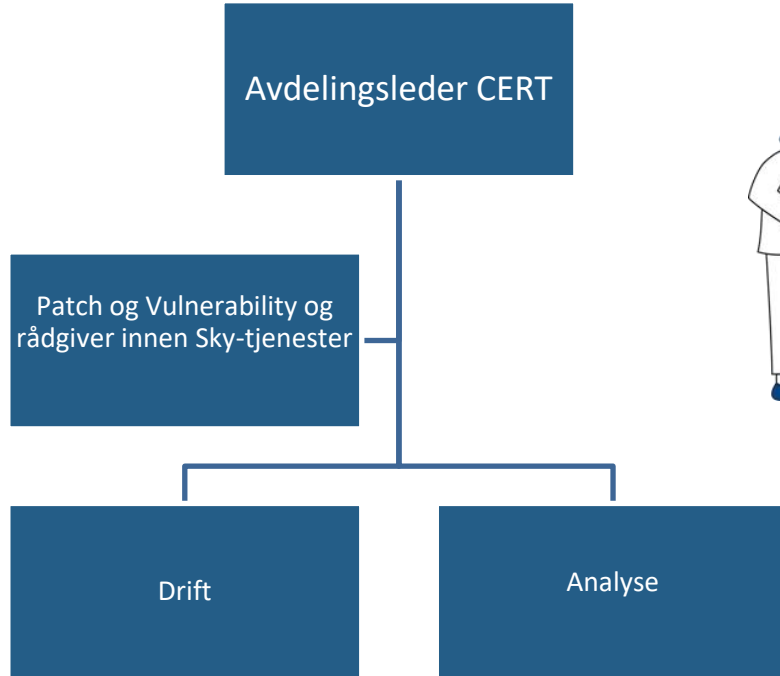 Avdelingsleder CERT
Patch og Vulnerability og
rådgiver innen Sky-tjenester
Drift
Analyse